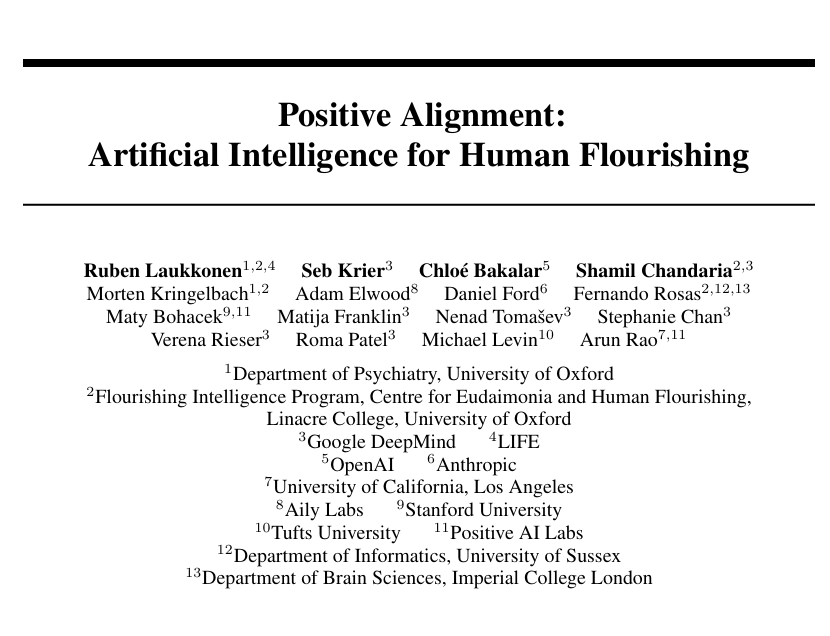 Positive Alignment:
Artificial Intelligence for Human Flourishing
Ruben Laukkonen1,2,4 Seb Krier3 Chloé Bakalar5 Shamil Chandaria2,3
Morten Kringelbach1,2 Adam Elwood8 Daniel Ford6 Fernando Rosas2,12,13
Maty Bohacek9,11 Matija Franklin3 Nenad Tomašev3 Stephanie Chan3
Verena Rieser3 Roma Patel3 Michael Levin10 Arun Rao7,11
1Department of Psychiatry, University of Oxford
2Flourishing Intelligence Program, Centre for Eudaimonia and Human Flourishing,
Linacre College, University of Oxford
3Google DeepMind 4LIFE
5OpenAI 6Anthropic
7University of California, Los Angeles
8Aily Labs 9Stanford University
10Tufts University 11Positive AI Labs
12Department of Informatics, University of Sussex
13Department of Brain Sciences, Imperial College London